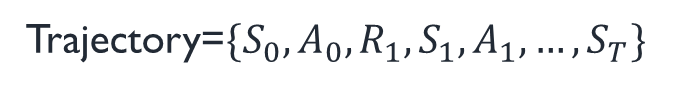 Trajectory={S₀, A₀, R₁, S₁, A₁, … , S_T}